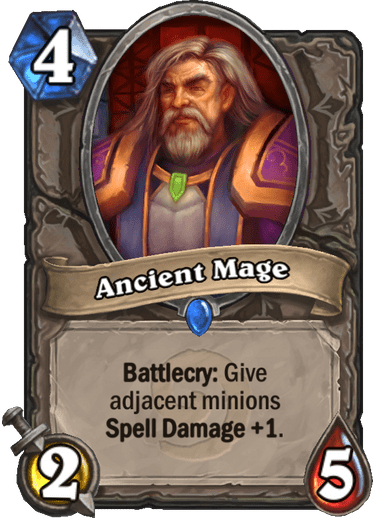 4
Ancient Mage
Battlecry: Give
adjacent minions
Spell Damage +1.
2
5